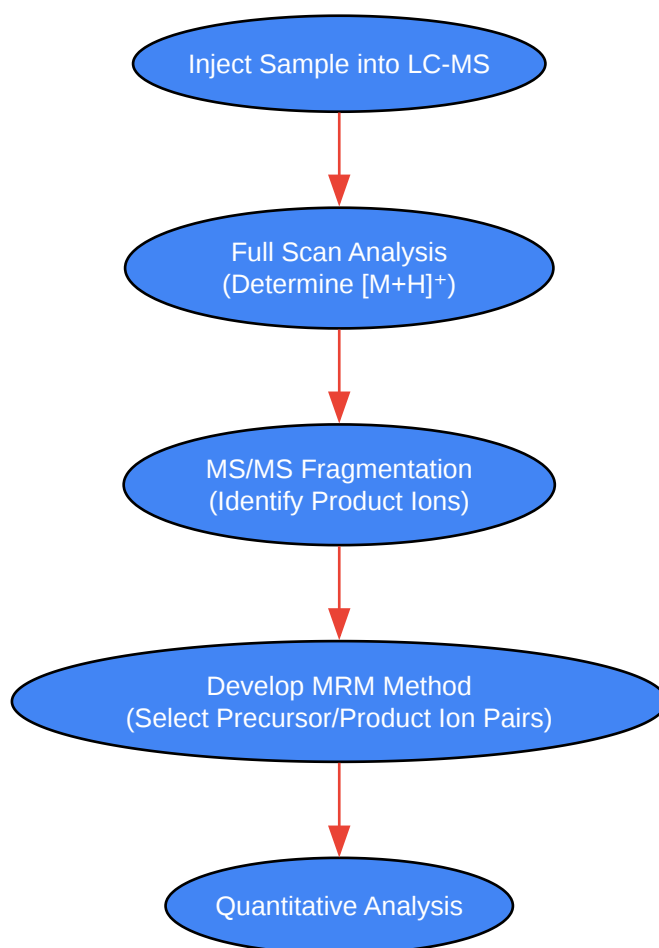 Inject Sample into LC-MS
Full Scan Analysis
(Determine [M+H]⁺)
MS/MS Fragmentation
(Identify Product Ions)
Develop MRM Method
(Select Precursor/Product Ion Pairs)
Quantitative Analysis